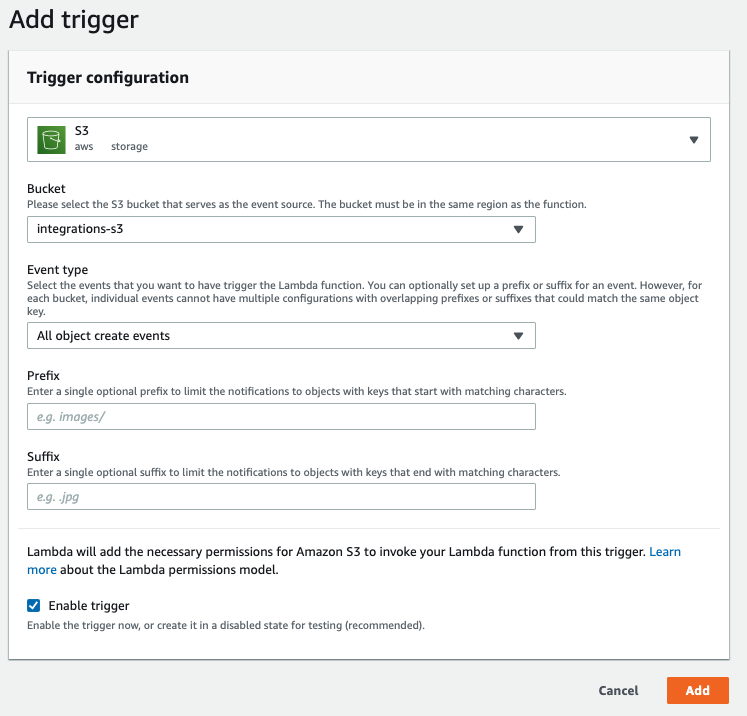 Add trigger
Trigger configuration
S3
aws storage
Bucket
Please select the S3 bucket that serves as the event source. The bucket must be in the same region as the function.
integrations-s3
Event type
Select the events that you want to have trigger the Lambda function. You can optionally set up a prefix or suffix for an event. However, for
each bucket, individual events cannot have multiple configurations with overlapping prefixes or suffixes that could match the same object
key.
All object create events
Prefix
Enter a single optional prefix to limit the notifications to objects with keys that start with matching characters.
e.g. images/
Suffix
Enter a single optional suffix to limit the notifications to objects with keys that end with matching characters.
e.g. .jpg
Lambda will add the necessary permissions for Amazon S3 to invoke your Lambda function from this trigger. Learn
more about the Lambda permissions model.
Enable trigger
Enable the trigger now, or create it in a disabled state for testing (recommended).
Cancel Add